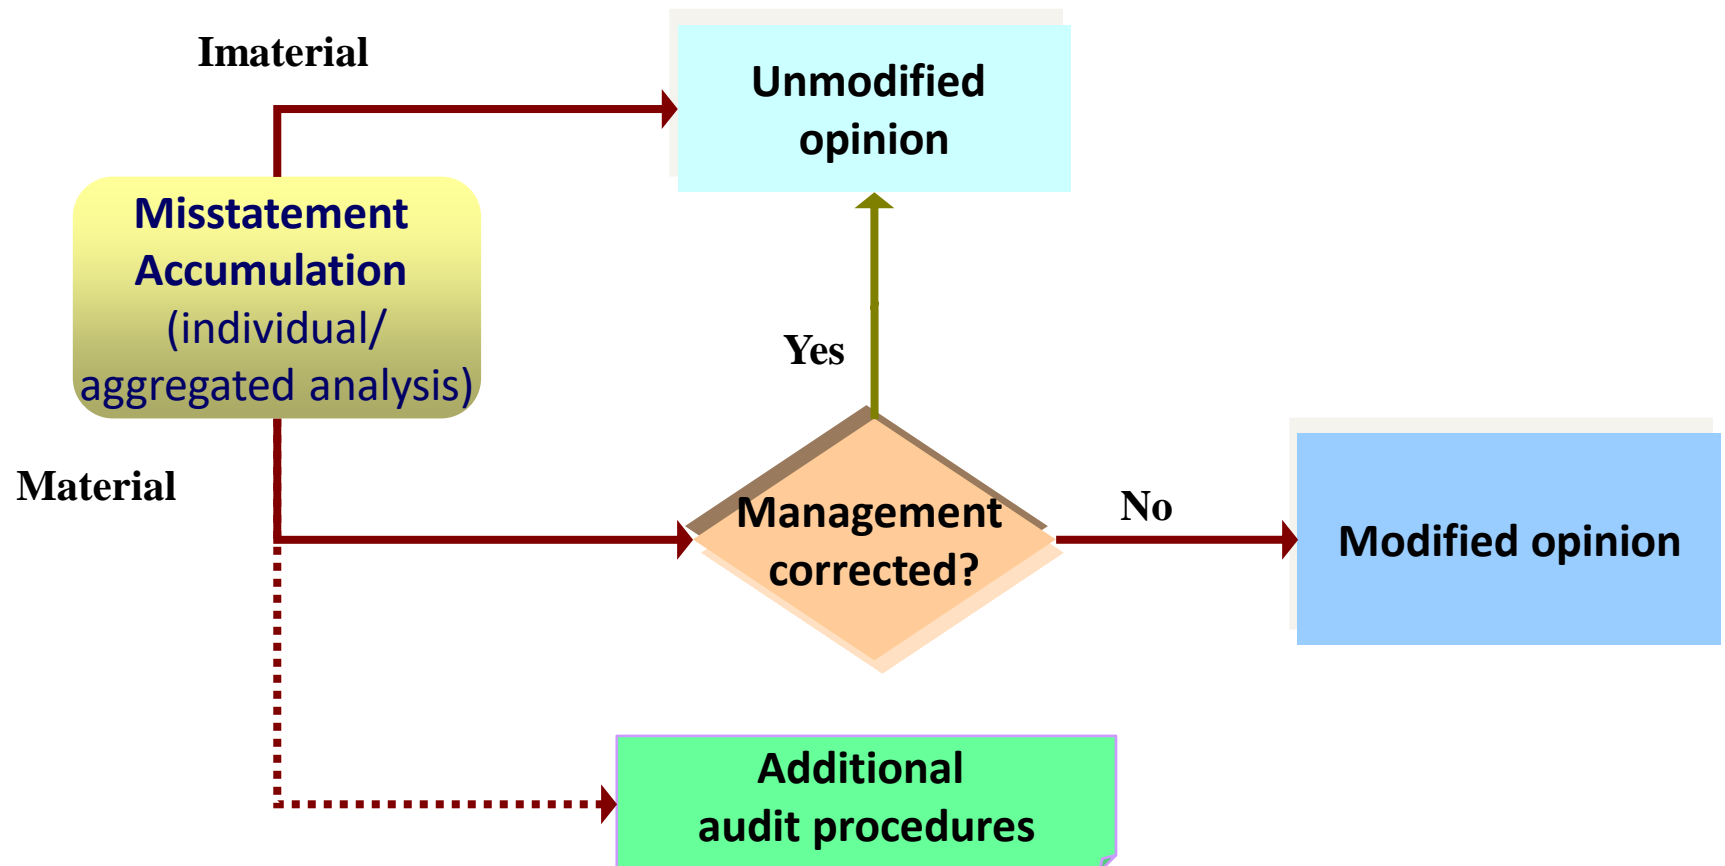 Imaterial
Unmodified
opinion
Misstatement
Accumulation
(individual/
aggregated analysis)
Yes
Material
Management
corrected?
No
Modified opinion
Additional
audit procedures